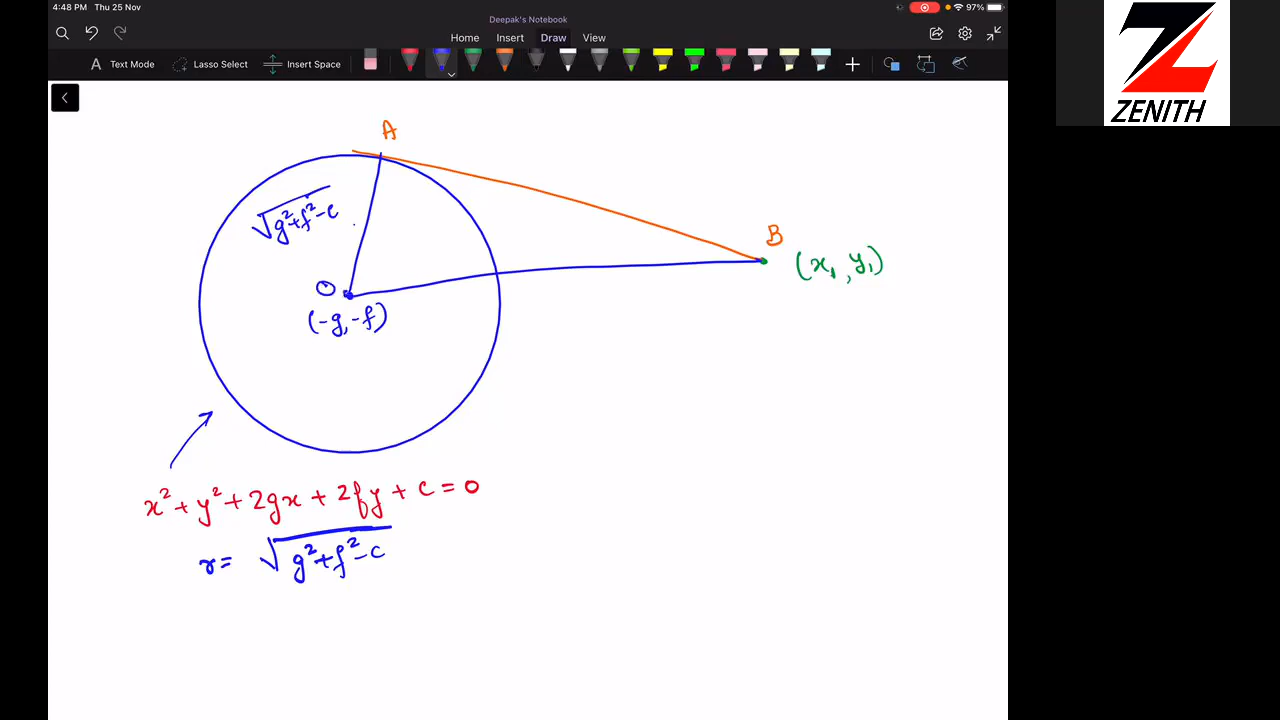 4:48 PM Thu 25 Nov
97%
Deepak's Notebook
Home Insert Draw View
Text Mode Lasso Select Insert Space
ZENITH
A
√g²+f²-c
B
(x₁, y₁)
O
(-g,-f)
x²+y²+2gx+2fy+c=0
r= √g²+f²-c